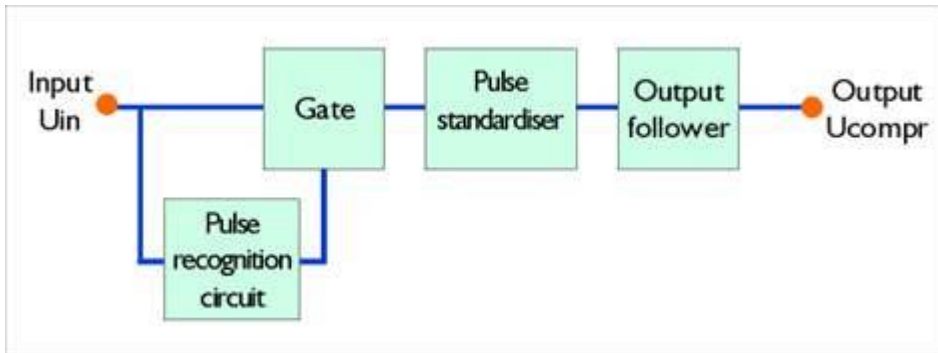 Input
Uin
Gate
Pulse
standardiser
Output
follower
Output
Ucompr
Pulse
recognition
circuit